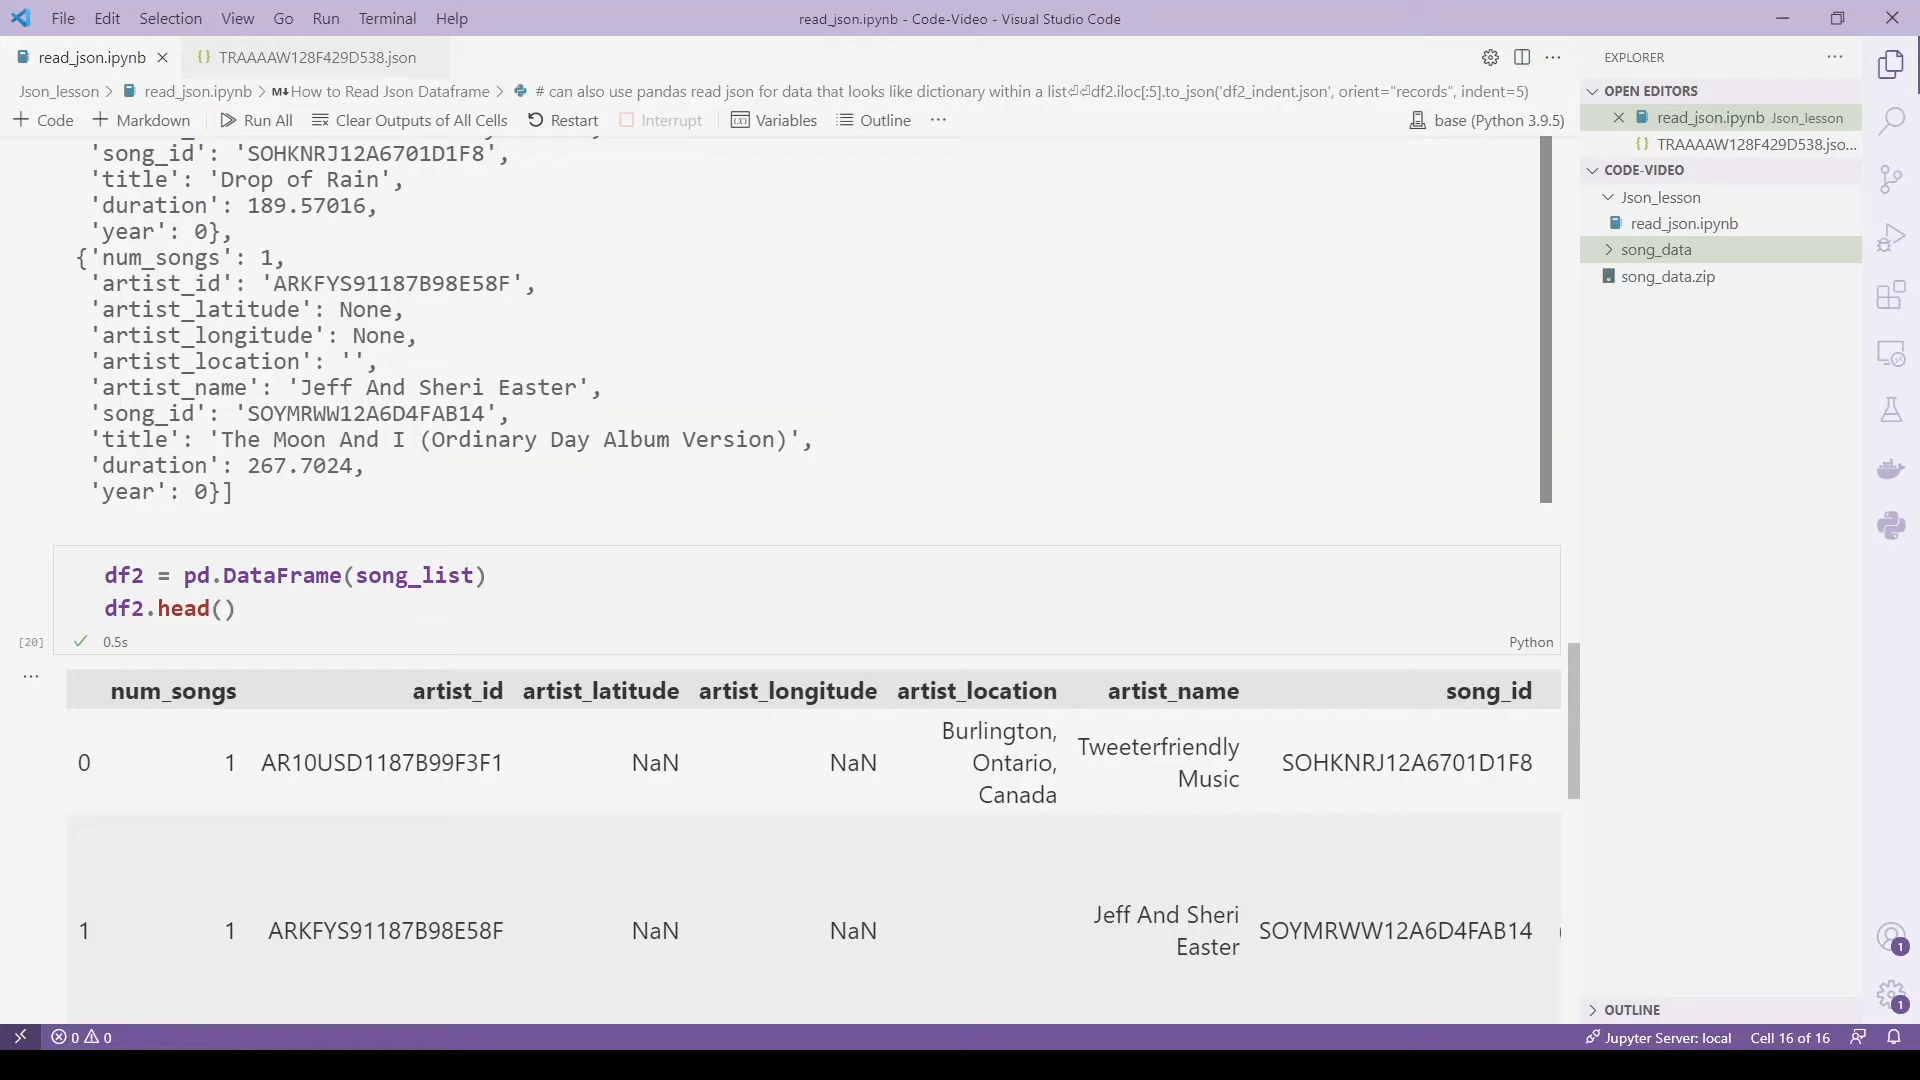 File Edit Selection View Go Run Terminal Help
read_json.ipynb - Code-Video - Visual Studio Code
read_json.ipynb
TRAAAAW128F429D538.json
Json_lesson > read_json.ipynb > M↓How to Read Json Dataframe > # can also use pandas read json for data that looks like dictionary within a list⏎⏎df2.iloc[:5].to_json('df2_indent.json', orient="records", indent=5)
+ Code + Markdown Run All Clear Outputs of All Cells Restart Interrupt Variables Outline ... base (Python 3.9.5)
'song_id': 'SOHKNRJ12A6701D1F8',
'title': 'Drop of Rain',
'duration': 189.57016,
'year': 0},
{'num_songs': 1,
'artist_id': 'ARKFYS91187B98E58F',
'artist_latitude': None,
'artist_longitude': None,
'artist_location': '',
'artist_name': 'Jeff And Sheri Easter',
'song_id': 'SOYMRWW12A6D4FAB14',
'title': 'The Moon And I (Ordinary Day Album Version)',
'duration': 267.7024,
'year': 0}]
df2 = pd.DataFrame(song_list)
df2.head()
[20] 0.5s Python
...
num_songs artist_id artist_latitude artist_longitude artist_location artist_name song_id
0 1 AR10USD1187B99F3F1 NaN NaN Burlington, Ontario, Canada Tweeterfriendly Music SOHKNRJ12A6701D1F8
1 1 ARKFYS91187B98E58F NaN NaN Jeff And Sheri Easter SOYMRWW12A6D4FAB14
EXPLORER
OPEN EDITORS
read_json.ipynb Json_lesson
TRAAAAW128F429D538.jso...
CODE-VIDEO
Json_lesson
read_json.ipynb
song_data
song_data.zip
1
1
OUTLINE
0 0
Jupyter Server: local Cell 16 of 16